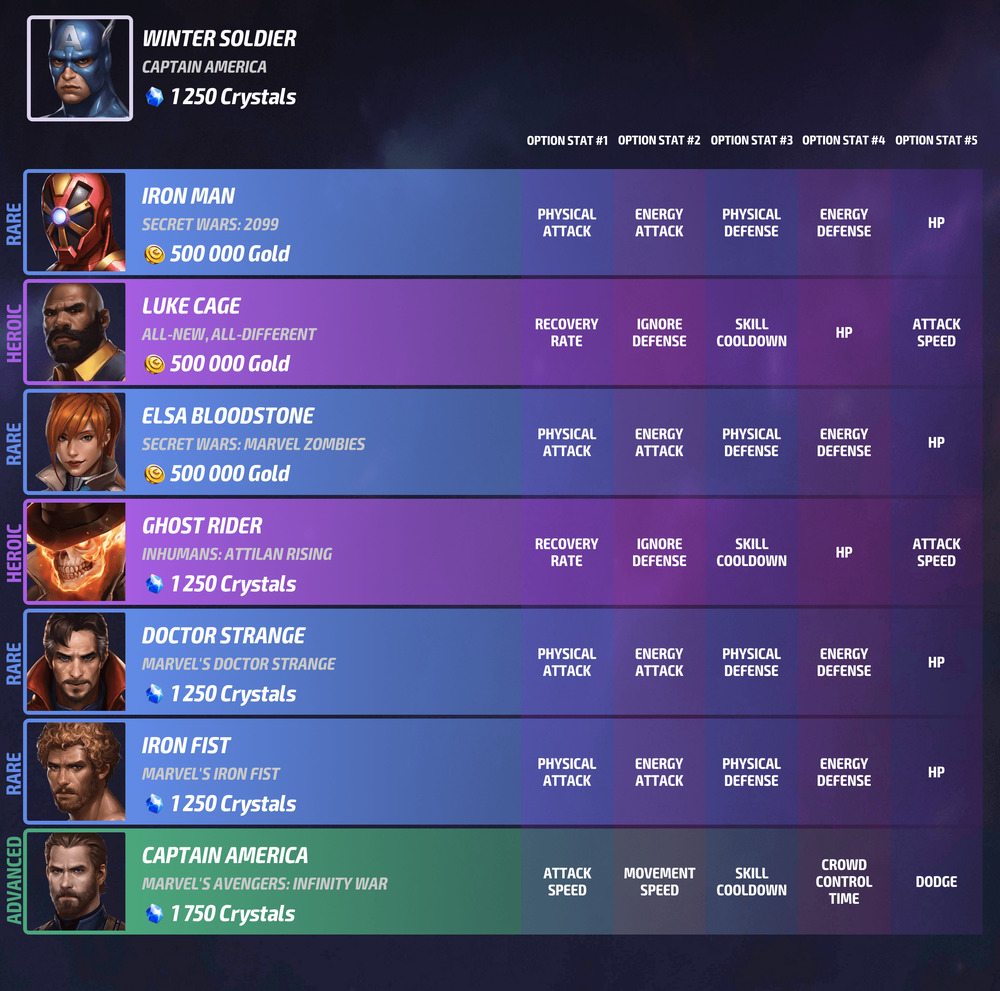 A
WINTER SOLDIER
CAPTAIN AMERICA
1 250 Crystals
OPTION STAT #1 OPTION STAT #2 OPTION STAT #3 OPTION STAT #4 OPTION STAT #5
RARE
IRON MAN
SECRET WARS: 2099
500 000 Gold
PHYSICAL ATTACK
ENERGY ATTACK
PHYSICAL DEFENSE
ENERGY DEFENSE
HP
HEROIC
LUKE CAGE
ALL-NEW, ALL-DIFFERENT
500 000 Gold
RECOVERY RATE
IGNORE DEFENSE
SKILL COOLDOWN
HP
ATTACK SPEED
RARE
ELSA BLOODSTONE
SECRET WARS: MARVEL ZOMBIES
500 000 Gold
PHYSICAL ATTACK
ENERGY ATTACK
PHYSICAL DEFENSE
ENERGY DEFENSE
HP
HEROIC
GHOST RIDER
INHUMANS: ATTILAN RISING
1 250 Crystals
RECOVERY RATE
IGNORE DEFENSE
SKILL COOLDOWN
HP
ATTACK SPEED
RARE
DOCTOR STRANGE
MARVEL'S DOCTOR STRANGE
1 250 Crystals
PHYSICAL ATTACK
ENERGY ATTACK
PHYSICAL DEFENSE
ENERGY DEFENSE
HP
RARE
IRON FIST
MARVEL'S IRON FIST
1 250 Crystals
PHYSICAL ATTACK
ENERGY ATTACK
PHYSICAL DEFENSE
ENERGY DEFENSE
HP
ADVANCED
CAPTAIN AMERICA
MARVEL'S AVENGERS: INFINITY WAR
1 750 Crystals
ATTACK SPEED
MOVEMENT SPEED
SKILL COOLDOWN
CROWD CONTROL TIME
DODGE